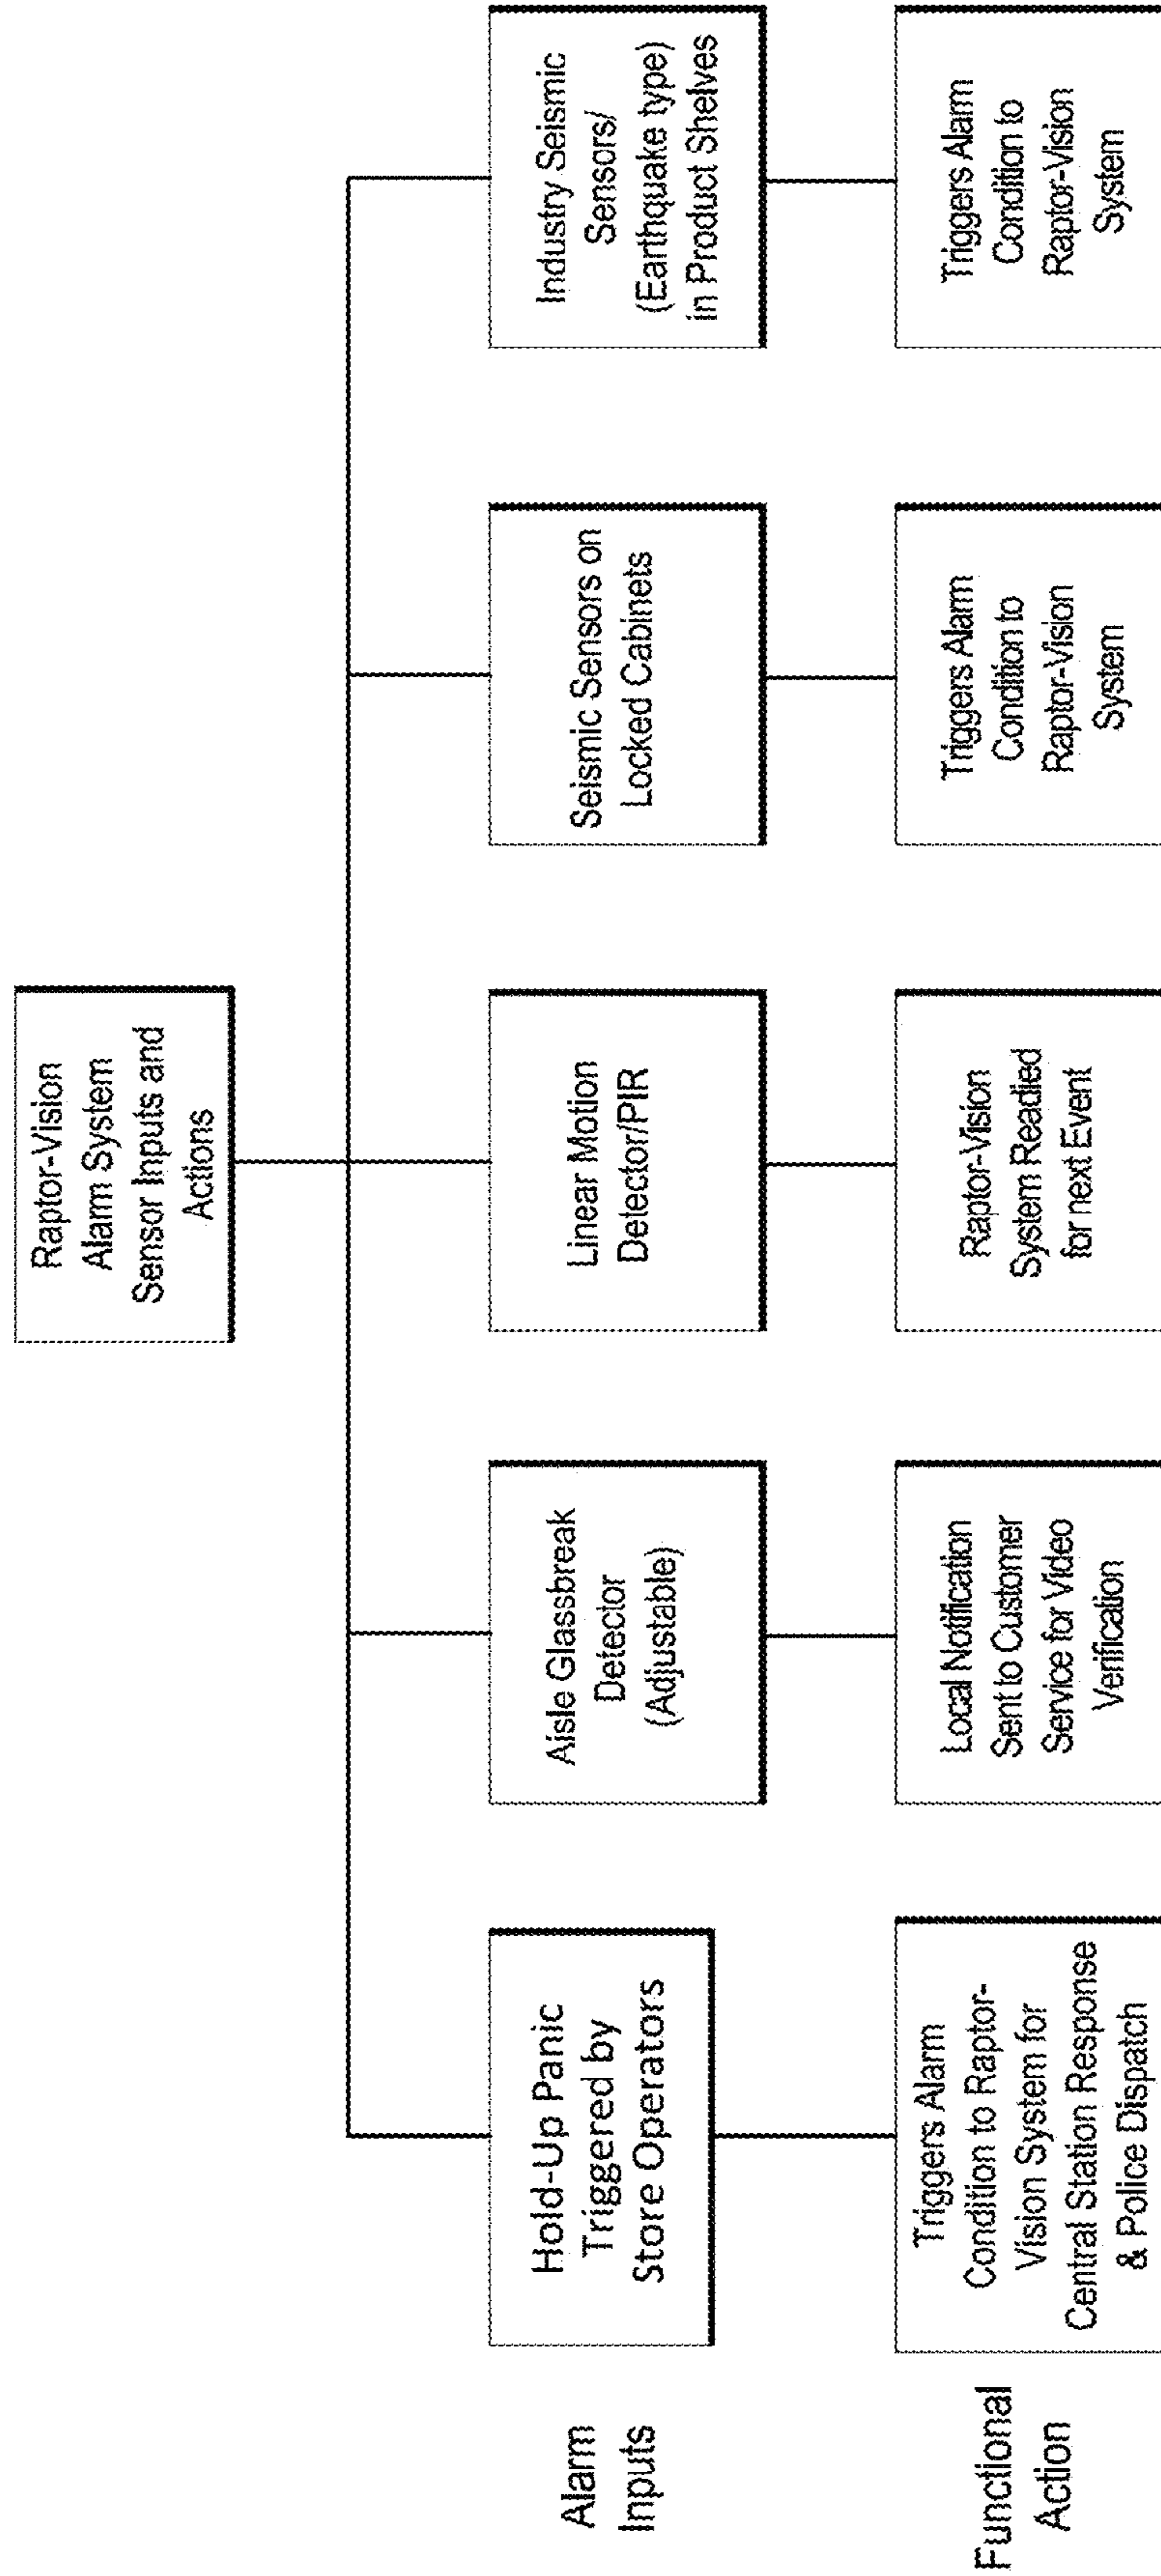 Raptor-Vision
Alarm System
Sensor Inputs and
Actions
Alarm
Inputs
Hold-Up Panic
Triggered by
Store Operators
Aisle Glassbreak
Detector
(Adjustable)
Linear Motion
Detector/PIR
Seismic Sensors on
Locked Cabinets
Industry Seismic
Sensors/
(Earthquake type)
in Product Shelves
Functional
Action
Triggers Alarm
Condition to Raptor-
Vision System for
Central Station Response
& Police Dispatch
Local Notification
Sent to Customer
Service for Video
Verification
Raptor-Vision
System Readied
for next Event
Triggers Alarm
Condition to
Raptor-Vision
System
Triggers Alarm
Condition to
Raptor-Vision
System